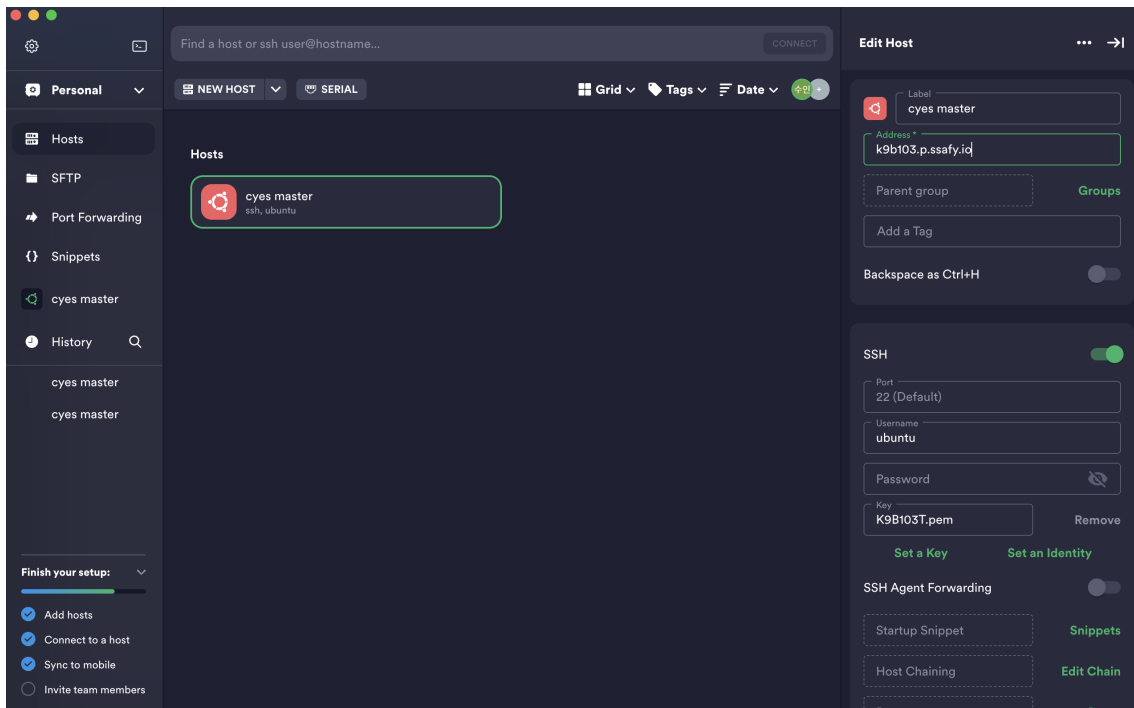 Find a host or ssh user@hostname...
CONNECT
Personal
NEW HOST
SERIAL
Grid
Tags
Date
수인
+
Hosts
SFTP
Port Forwarding
Snippets
cyes master
History
cyes master
cyes master
Finish your setup:
Add hosts
Connect to a host
Sync to mobile
Invite team members
Hosts
cyes master
ssh, ubuntu
Edit Host
Label
cyes master
Address *
k9b103.p.ssafy.io
Parent group
Groups
Add a Tag
Backspace as Ctrl+H
SSH
Port
22 (Default)
Username
ubuntu
Password
Key
K9B103T.pem
Remove
Set a Key
Set an Identity
SSH Agent Forwarding
Startup Snippet
Snippets
Host Chaining
Edit Chain